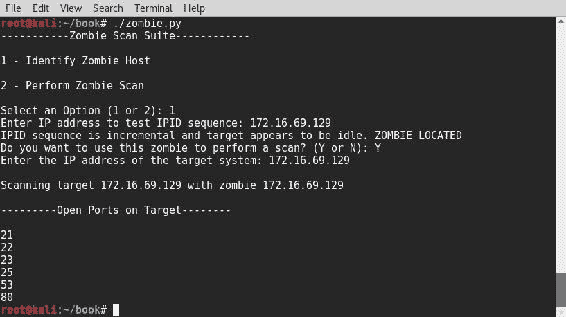 File Edit View Search Terminal Help
root@kali:~/book# ./zombie.py
-----------Zombie Scan Suite------------
1 - Identify Zombie Host
2 - Perform Zombie Scan
Select an Option (1 or 2): 1
Enter IP address to test IPID sequence: 172.16.69.129
IPID sequence is incremental and target appears to be idle. ZOMBIE LOCATED
Do you want to use this zombie to perform a scan? (Y or N): Y
Enter the IP address of the target system: 172.16.69.129
Scanning target 172.16.69.129 with zombie 172.16.69.129
---------Open Ports on Target--------
21
22
23
25
53
80
root@kali:~/book#